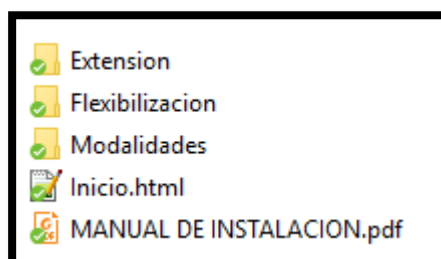 Extension
Flexibilizacion
Modalidades
Inicio.html
MANUAL DE INSTALACION.pdf